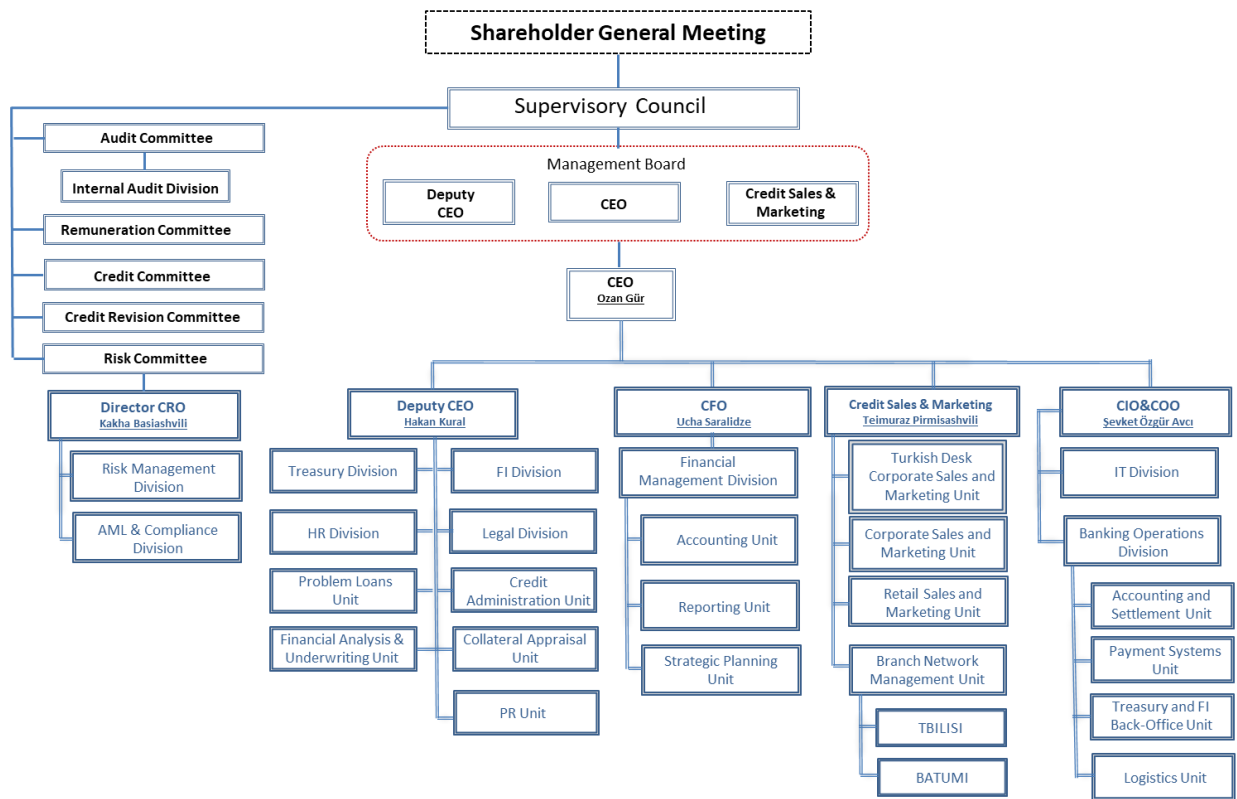 Shareholder General Meeting
Supervisory Council
Audit Committee
Internal Audit Division
Remuneration Committee
Credit Committee
Credit Revision Committee
Risk Committee
Management Board
Deputy
CEO
CEO
Credit Sales &
Marketing
CEO
Ozan Gür
Director CRO
Kakha Basiashvili
Risk Management
Division
AML & Compliance
Division
Deputy CEO
Hakan Kural
Treasury Division
FI Division
HR Division
Legal Division
Problem Loans
Unit
Credit
Administration Unit
Financial Analysis &
Underwriting Unit
Collateral Appraisal
Unit
PR Unit
CFO
Ucha Saralidze
Financial
Management Division
Accounting Unit
Reporting Unit
Strategic Planning
Unit
Credit Sales & Marketing
Teimuraz Pirmisashvili
Turkish Desk
Corporate Sales and
Marketing Unit
Corporate Sales and
Marketing Unit
Retail Sales and
Marketing Unit
Branch Network
Management Unit
TBILISI
BATUMI
CIO&COO
Şevket Özgür Avcı
IT Division
Banking Operations
Division
Accounting and
Settlement Unit
Payment Systems
Unit
Treasury and FI
Back-Office Unit
Logistics Unit